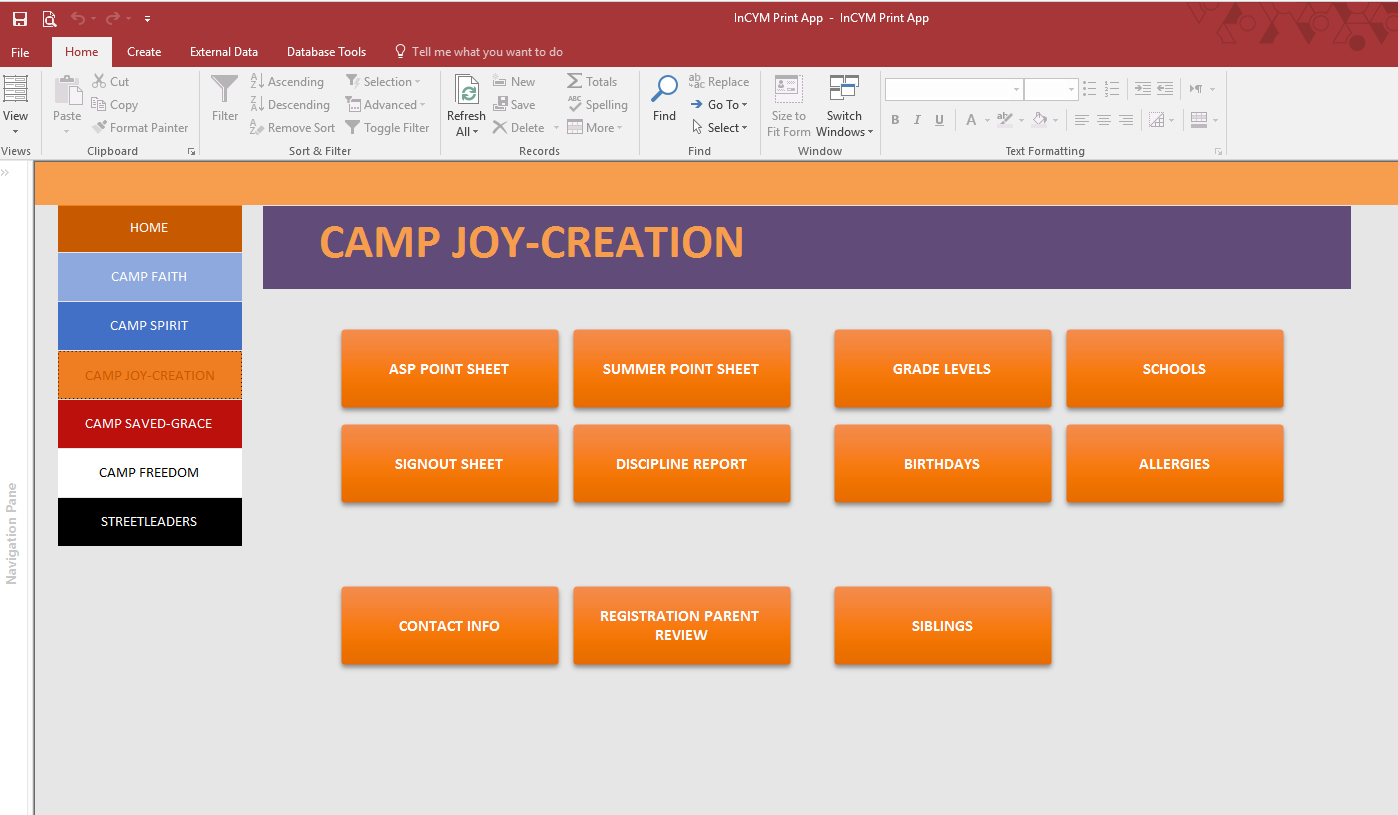 InCYM Print App - InCYM Print App
File Home Create External Data Database Tools Tell me what you want to do
View
Views
Paste
Cut
Copy
Format Painter
Clipboard
Filter
Ascending
Descending
Remove Sort
Selection
Advanced
Toggle Filter
Sort & Filter
Refresh
All
New
Save
Delete
Totals
Spelling
More
Records
Find
Replace
Go To
Select
Find
Size to
Fit Form
Switch
Windows
Window
B I U A
Text Formatting
Navigation Pane
HOME
CAMP FAITH
CAMP SPIRIT
CAMP JOY-CREATION
CAMP SAVED-GRACE
CAMP FREEDOM
STREETLEADERS
CAMP JOY-CREATION
ASP POINT SHEET
SUMMER POINT SHEET
GRADE LEVELS
SCHOOLS
SIGNOUT SHEET
DISCIPLINE REPORT
BIRTHDAYS
ALLERGIES
CONTACT INFO
REGISTRATION PARENT
REVIEW
SIBLINGS